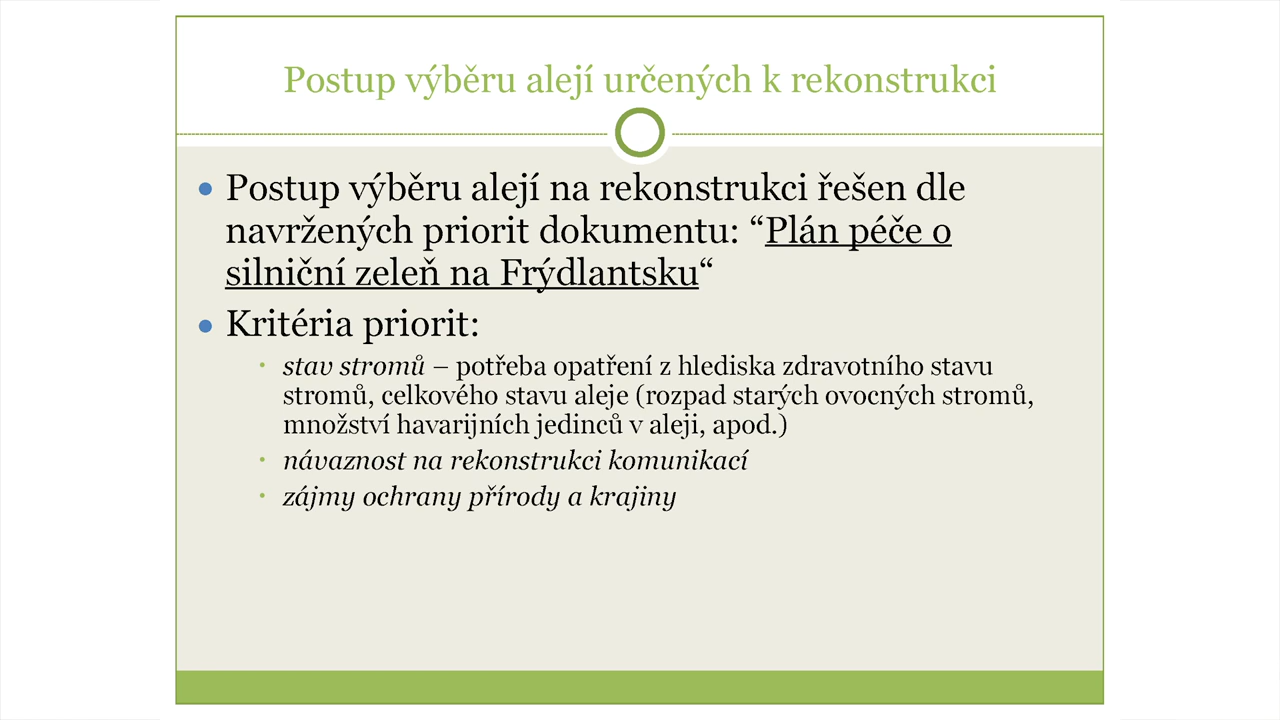 Postup výběru alejí určených k rekonstrukci
• Postup výběru alejí na rekonstrukci řešen dle
navržených priorit dokumentu: “Plán péče o
silniční zeleň na Frýdlantsku“
• Kritéria priorit:
• stav stromů – potřeba opatření z hlediska zdravotního stavu
stromů, celkového stavu aleje (rozpad starých ovocných stromů,
množství havarijních jedinců v aleji, apod.)
• návaznost na rekonstrukci komunikací
• zájmy ochrany přírody a krajiny